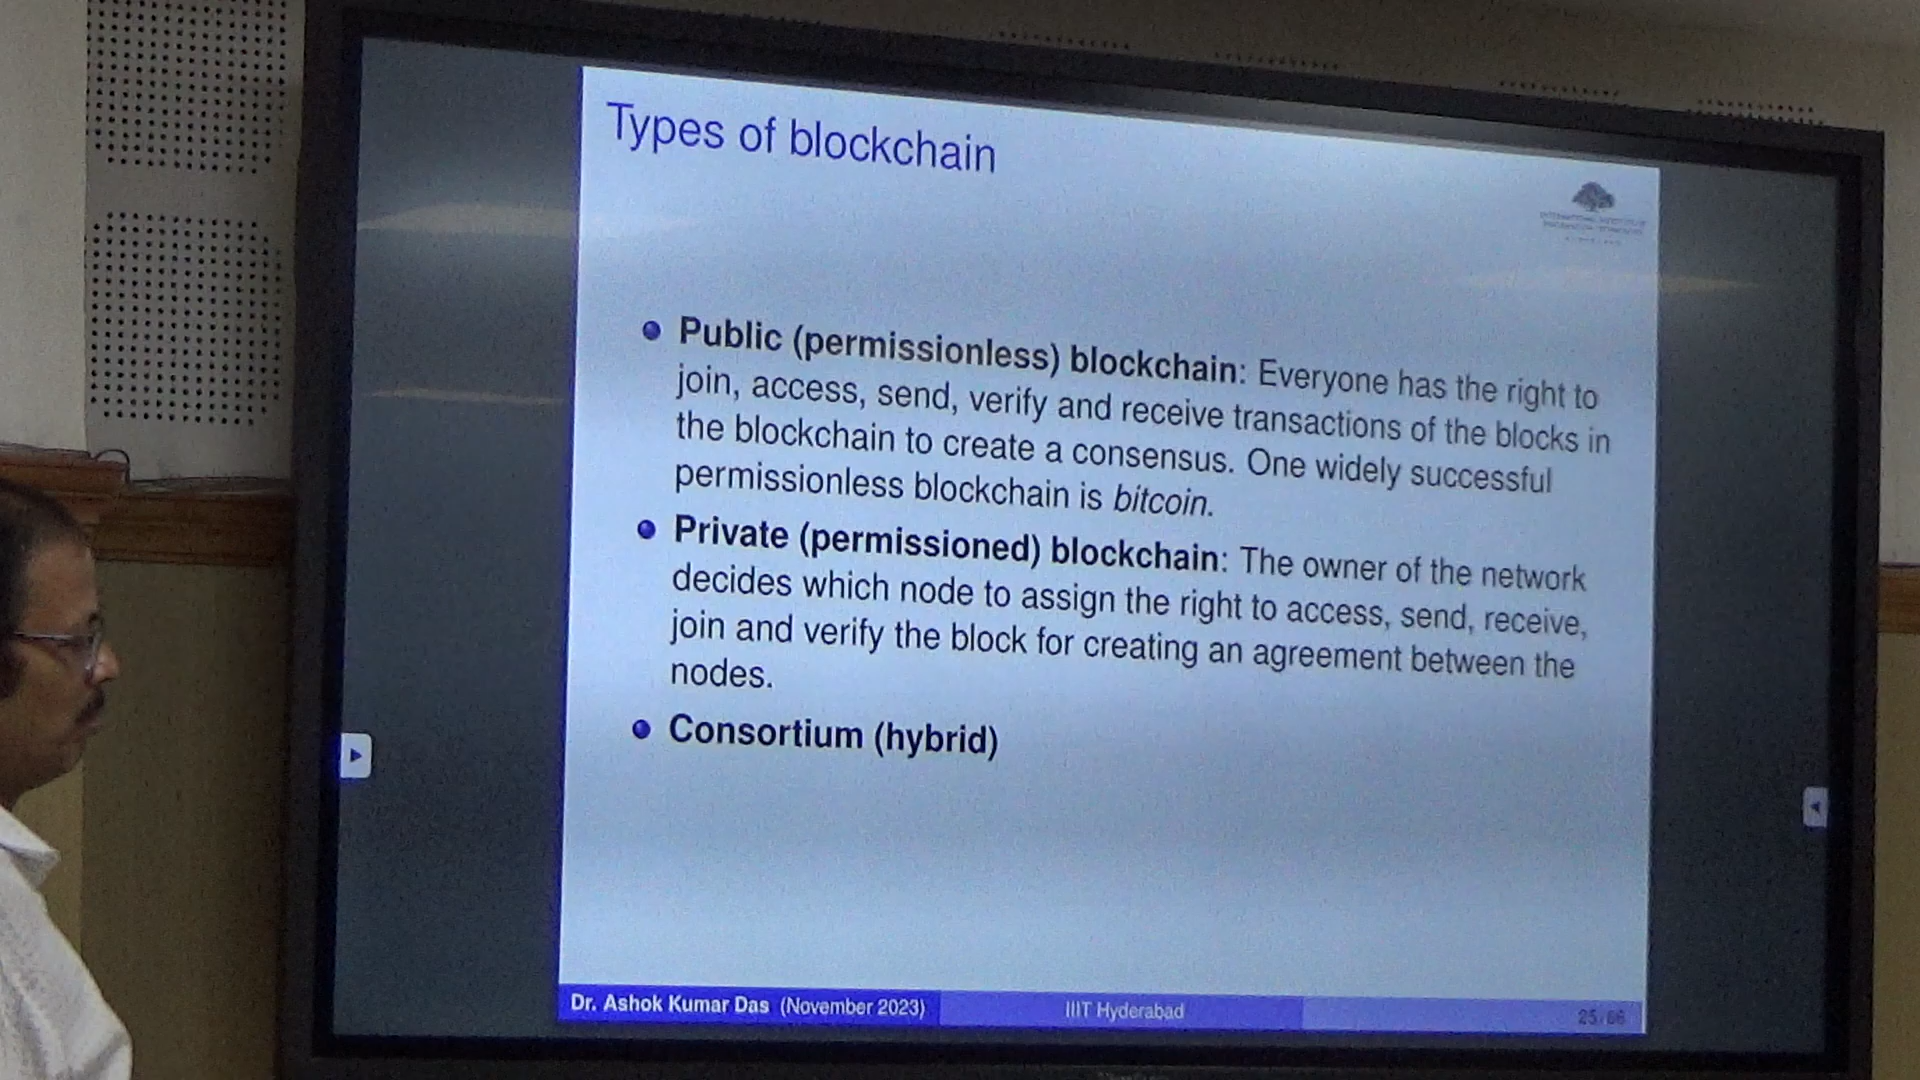 Types of blockchain
Public (permissionless) blockchain: Everyone has the right to
join, access, send, verify and receive transactions of the blocks in
the blockchain to create a consensus. One widely successful
permissionless blockchain is bitcoin.
Private (permissioned) blockchain: The owner of the network
decides which node to assign the right to access, send, receive,
join and verify the block for creating an agreement between the
nodes.
Consortium (hybrid)
Dr. Ashok Kumar Das (November 2023) IIIT Hyderabad 25/66